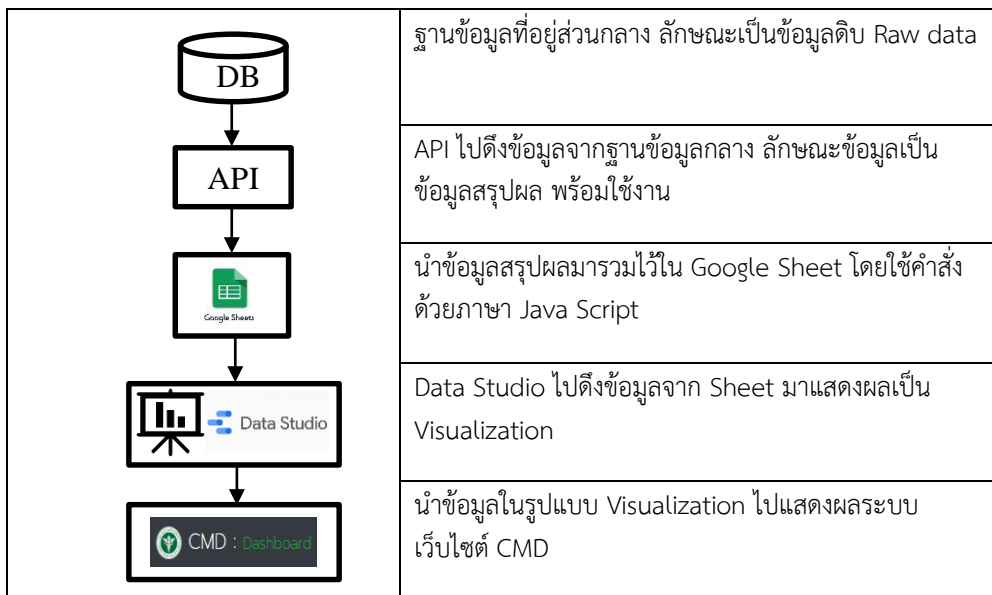 DB
ฐานข้อมูลที่อยู่ส่วนกลาง ลักษณะเป็นข้อมูลดิบ Raw data
API
API ไปดึงข้อมูลจากฐานข้อมูลกลาง ลักษณะข้อมูลเป็น
ข้อมูลสรุปผล พร้อมใช้งาน
Google Sheets
นำข้อมูลสรุปผลมารวมไว้ใน Google Sheet โดยใช้คำสั่ง
ด้วยภาษา Java Script
Data Studio
Data Studio ไปดึงข้อมูลจาก Sheet มาแสดงผลเป็น
Visualization
CMD : Dashboard
นำข้อมูลในรูปแบบ Visualization ไปแสดงผลระบบ
เว็บไซต์ CMD